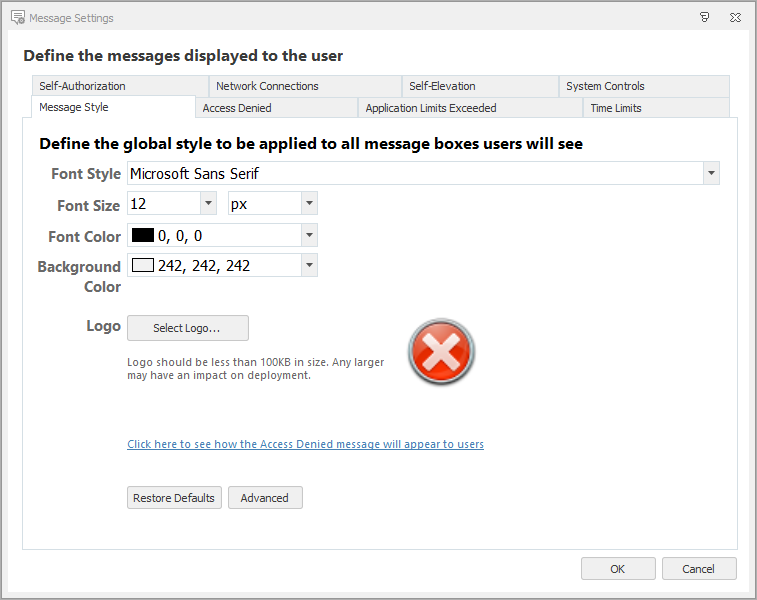 Message Settings
Define the messages displayed to the user
Self-Authorization Network Connections Self-Elevation System Controls
Message Style Access Denied Application Limits Exceeded Time Limits
Define the global style to be applied to all message boxes users will see
Font Style Microsoft Sans Serif
Font Size 12 px
Font Color 0, 0, 0
Background 242, 242, 242
Color
Logo Select Logo...
Logo should be less than 100KB in size. Any larger
may have an impact on deployment.
Click here to see how the Access Denied message will appear to users
Restore Defaults Advanced
OK Cancel